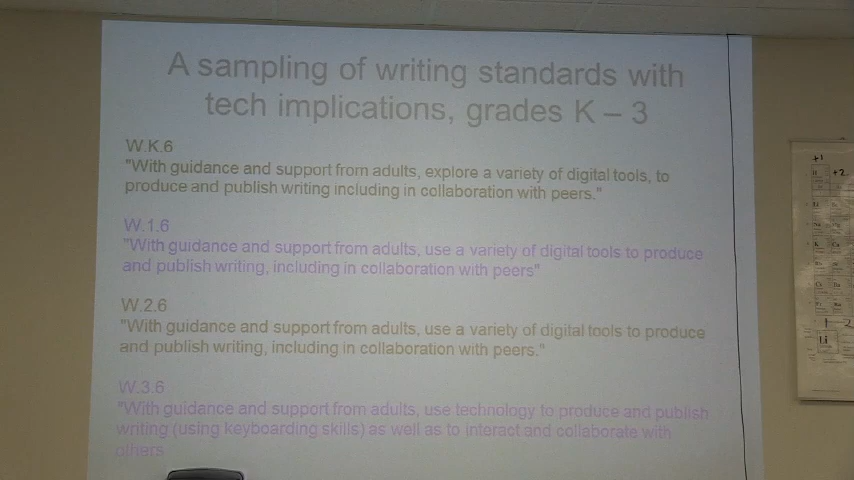 A sampling of writing standards with
tech implications, grades K – 3
W.K.6
"With guidance and support from adults, explore a variety of digital tools, to
produce and publish writing including in collaboration with peers."
W.1.6
"With guidance and support from adults, use a variety of digital tools to produce
and publish writing, including in collaboration with peers"
W.2.6
"With guidance and support from adults, use a variety of digital tools to produce
and publish writing, including in collaboration with peers."
W.3.6
"With guidance and support from adults, use technology to produce and publish
writing (using keyboarding skills) as well as to interact and collaborate with
others
+1
+2
Li